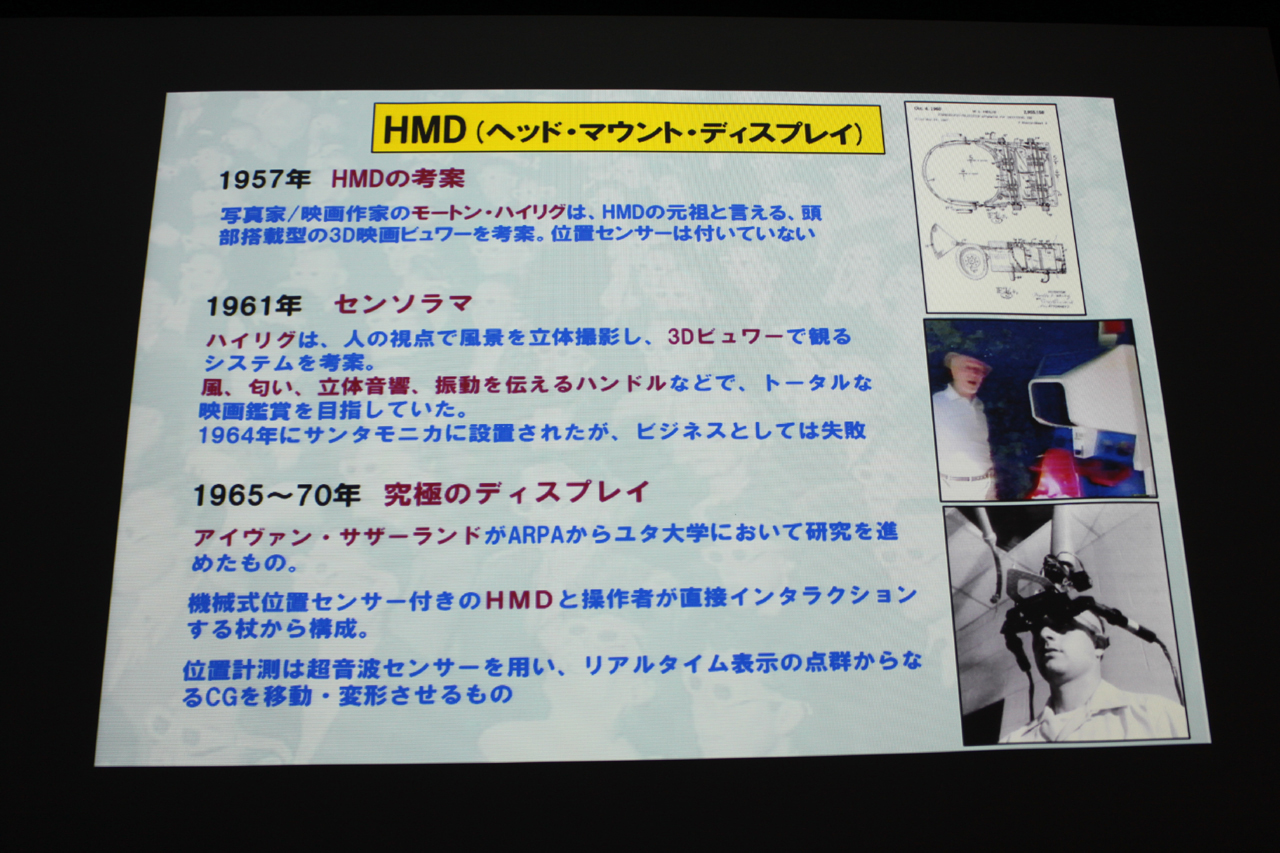 HMD（ヘッド・マウント・ディスプレイ）
1957年 HMDの考案
写真家/映画作家のモートン・ハイリグは、HMDの元祖と言える、頭
部搭載型の3D映画ビュワーを考案。位置センサーは付いていない
1961年 センソラマ
ハイリグは、人の視点で風景を立体撮影し、3Dビュワーで観る
システムを考案。
風、匂い、立体音響、振動を伝えるハンドルなどで、トータルな
映画鑑賞を目指していた。
1964年にサンタモニカに設置されたが、ビジネスとしては失敗
1965～70年 究極のディスプレイ
アイヴァン・サザーランドがARPAからユタ大学において研究を進
めたもの。
機械式位置センサー付きのHMDと操作者が直接インタラクション
する杖から構成。
位置計測は超音波センサーを用い、リアルタイム表示の点群からな
るCGを移動・変形させるもの